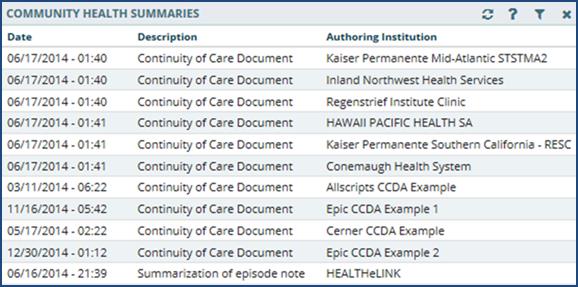 COMMUNITY HEALTH SUMMARIES ?
Date Description Authoring Institution
06/17/2014 - 01:40 Continuity of Care Document Kaiser Permanente Mid-Atlantic STSTMA2
06/17/2014 - 01:40 Continuity of Care Document Inland Northwest Health Services
06/17/2014 - 01:40 Continuity of Care Document Regenstrief Institute Clinic
06/17/2014 - 01:41 Continuity of Care Document HAWAII PACIFIC HEALTH SA
06/17/2014 - 01:41 Continuity of Care Document Kaiser Permanente Southern California - RESC
06/17/2014 - 01:41 Continuity of Care Document Conemaugh Health System
03/11/2014 - 06:22 Continuity of Care Document Allscripts CCDA Example
11/16/2014 - 05:42 Continuity of Care Document Epic CCDA Example 1
05/17/2014 - 02:22 Continuity of Care Document Cerner CCDA Example
12/30/2014 - 01:12 Continuity of Care Document Epic CCDA Example 2
06/16/2014 - 21:39 Summarization of episode note HEALTHeLINK